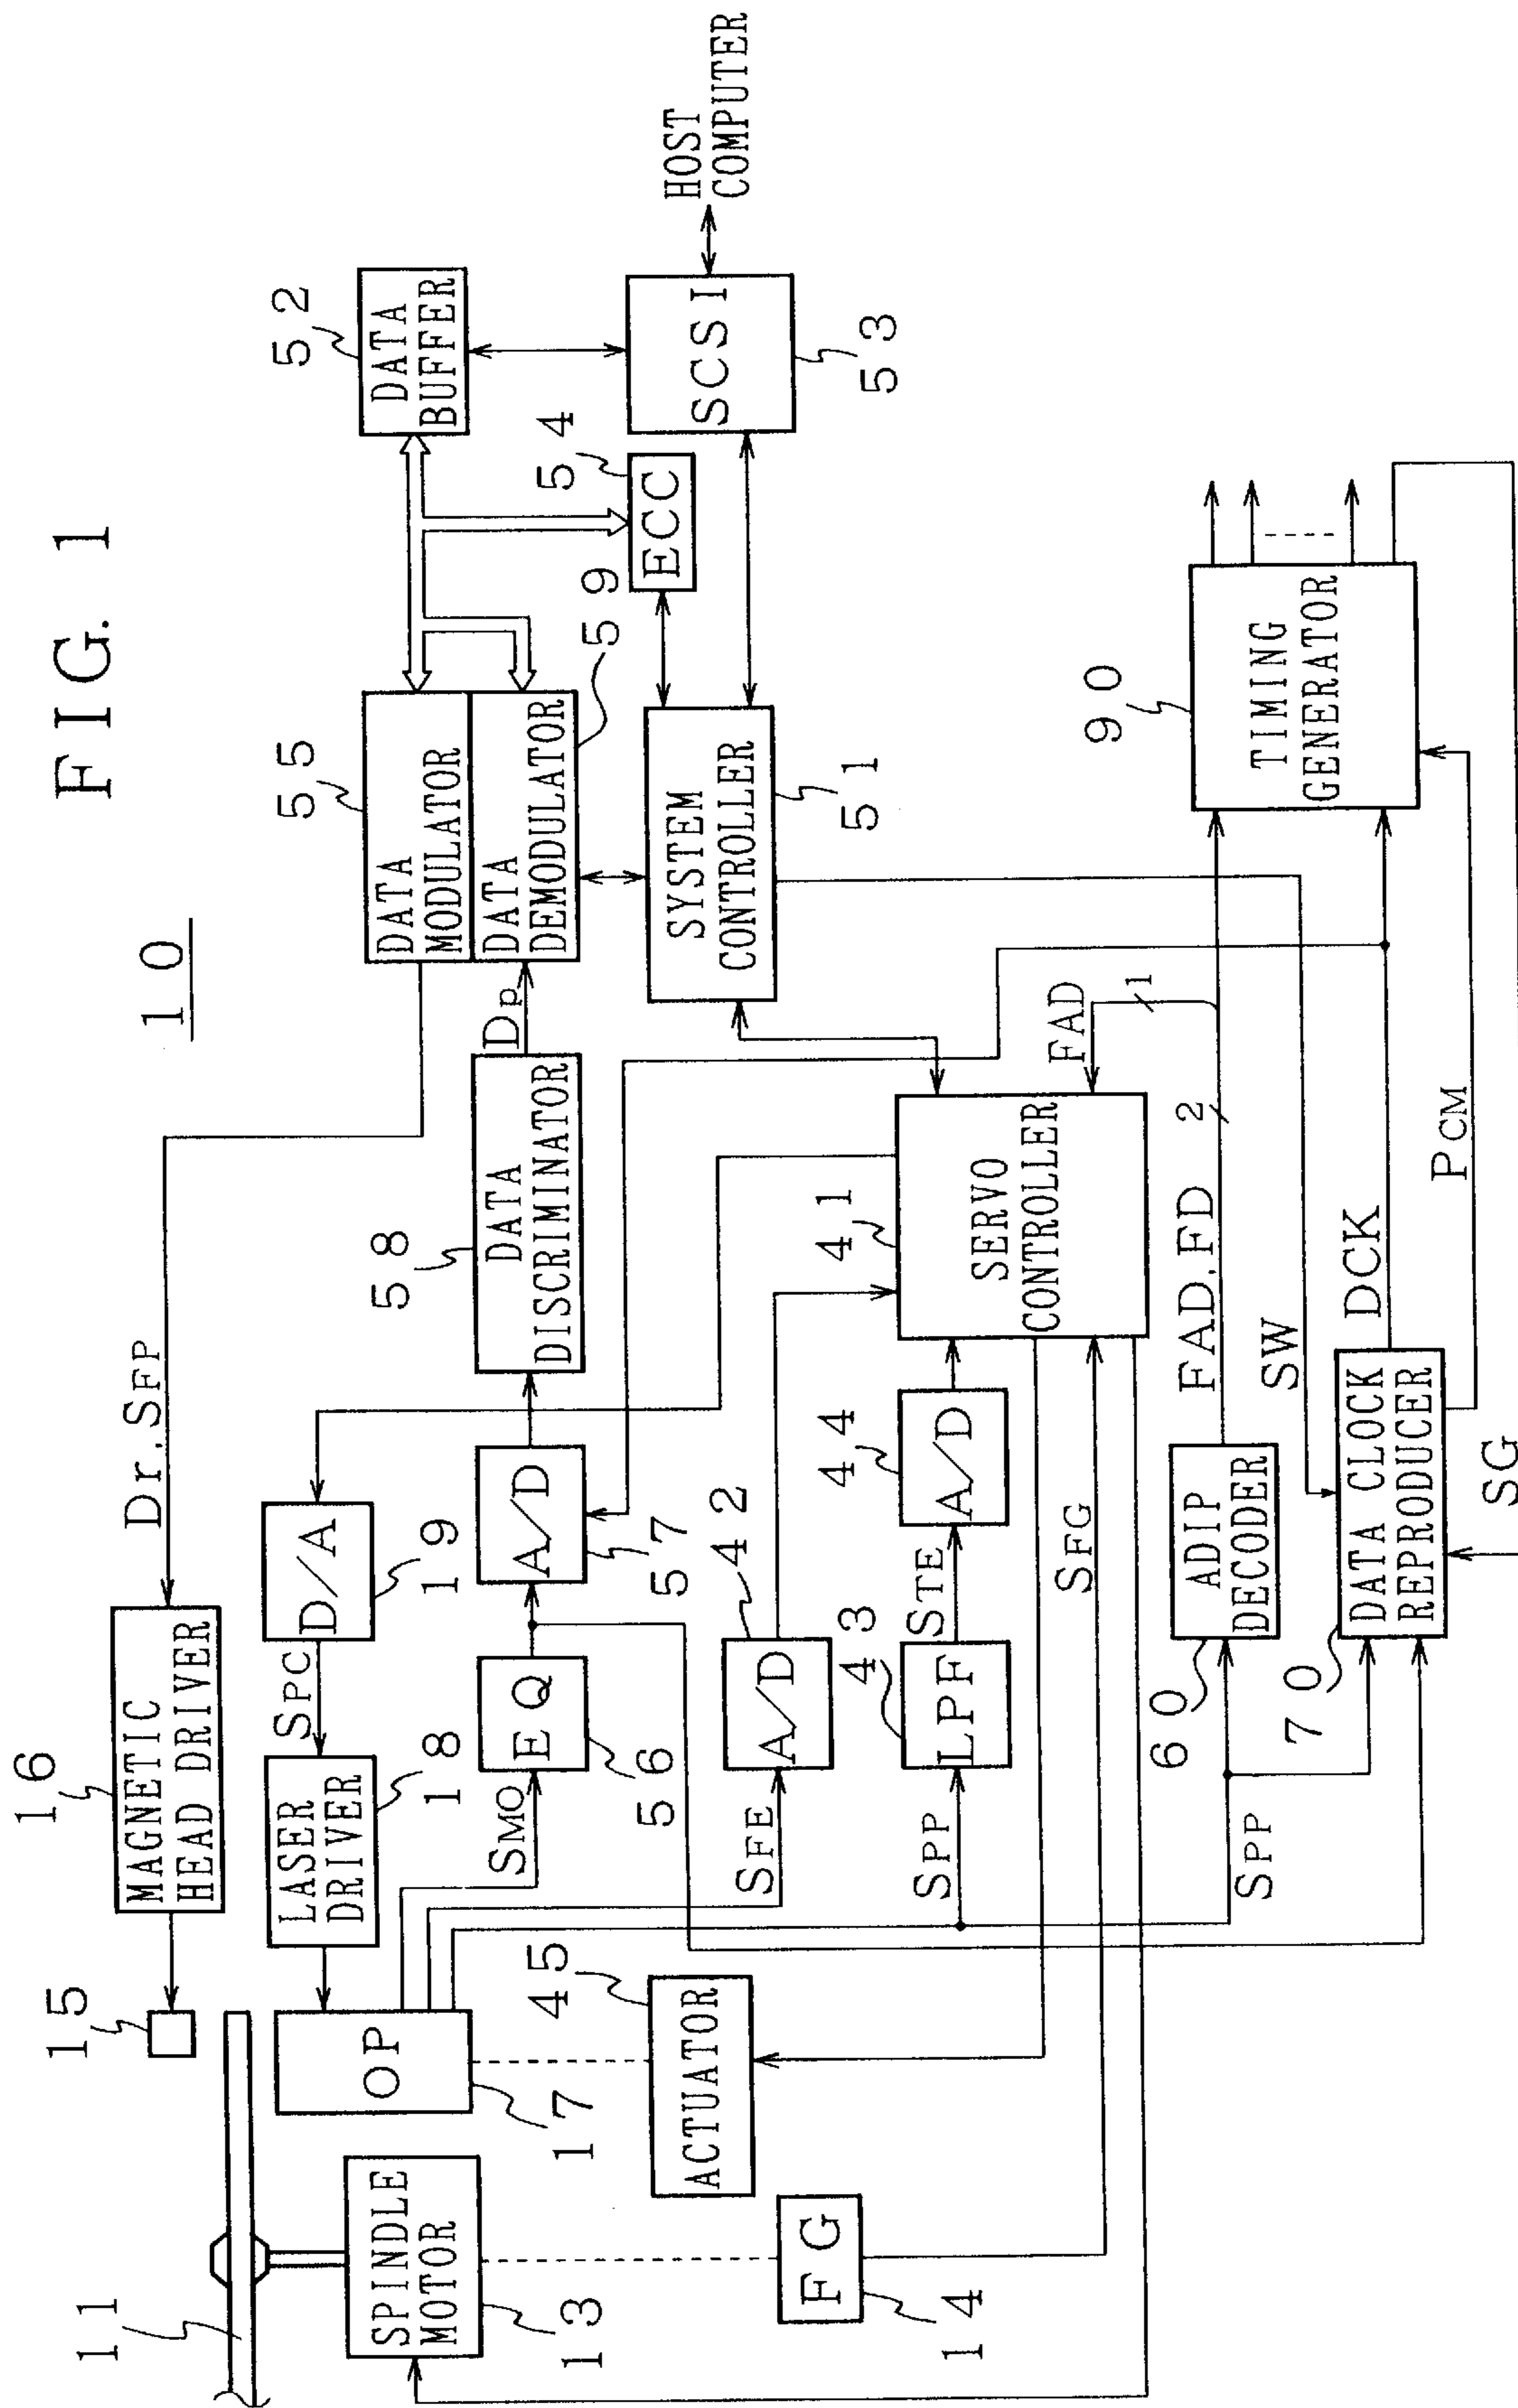 FIG. 1
10
11
SPINDLE
MOTOR
13
FG
14
15
MAGNETIC
HEAD DRIVER
16
Dr, SFP
OP
17
LASER
DRIVER
18
SPC
D/A
19
SMO
EQ
56
A/D
57
DATA
DISCRIMINATOR
58
Dp
DATA
MODULATOR
55
DATA
DEMODULATOR
59
DATA
BUFFER
52
ECC
54
SCSI
53
HOST
COMPUTER
SYSTEM
CONTROLLER
51
ACTUATOR
45
SFE
A/D
42
SPP
LPF
43
STE
A/D
44
SFG
SERVO
CONTROLLER
41
FAD
1
SPP
ADIP
DECODER
60
FAD, FD
2
SW
DATA CLOCK
REPRODUCER
70
DCK
PCM
SG
TIMING
GENERATOR
90